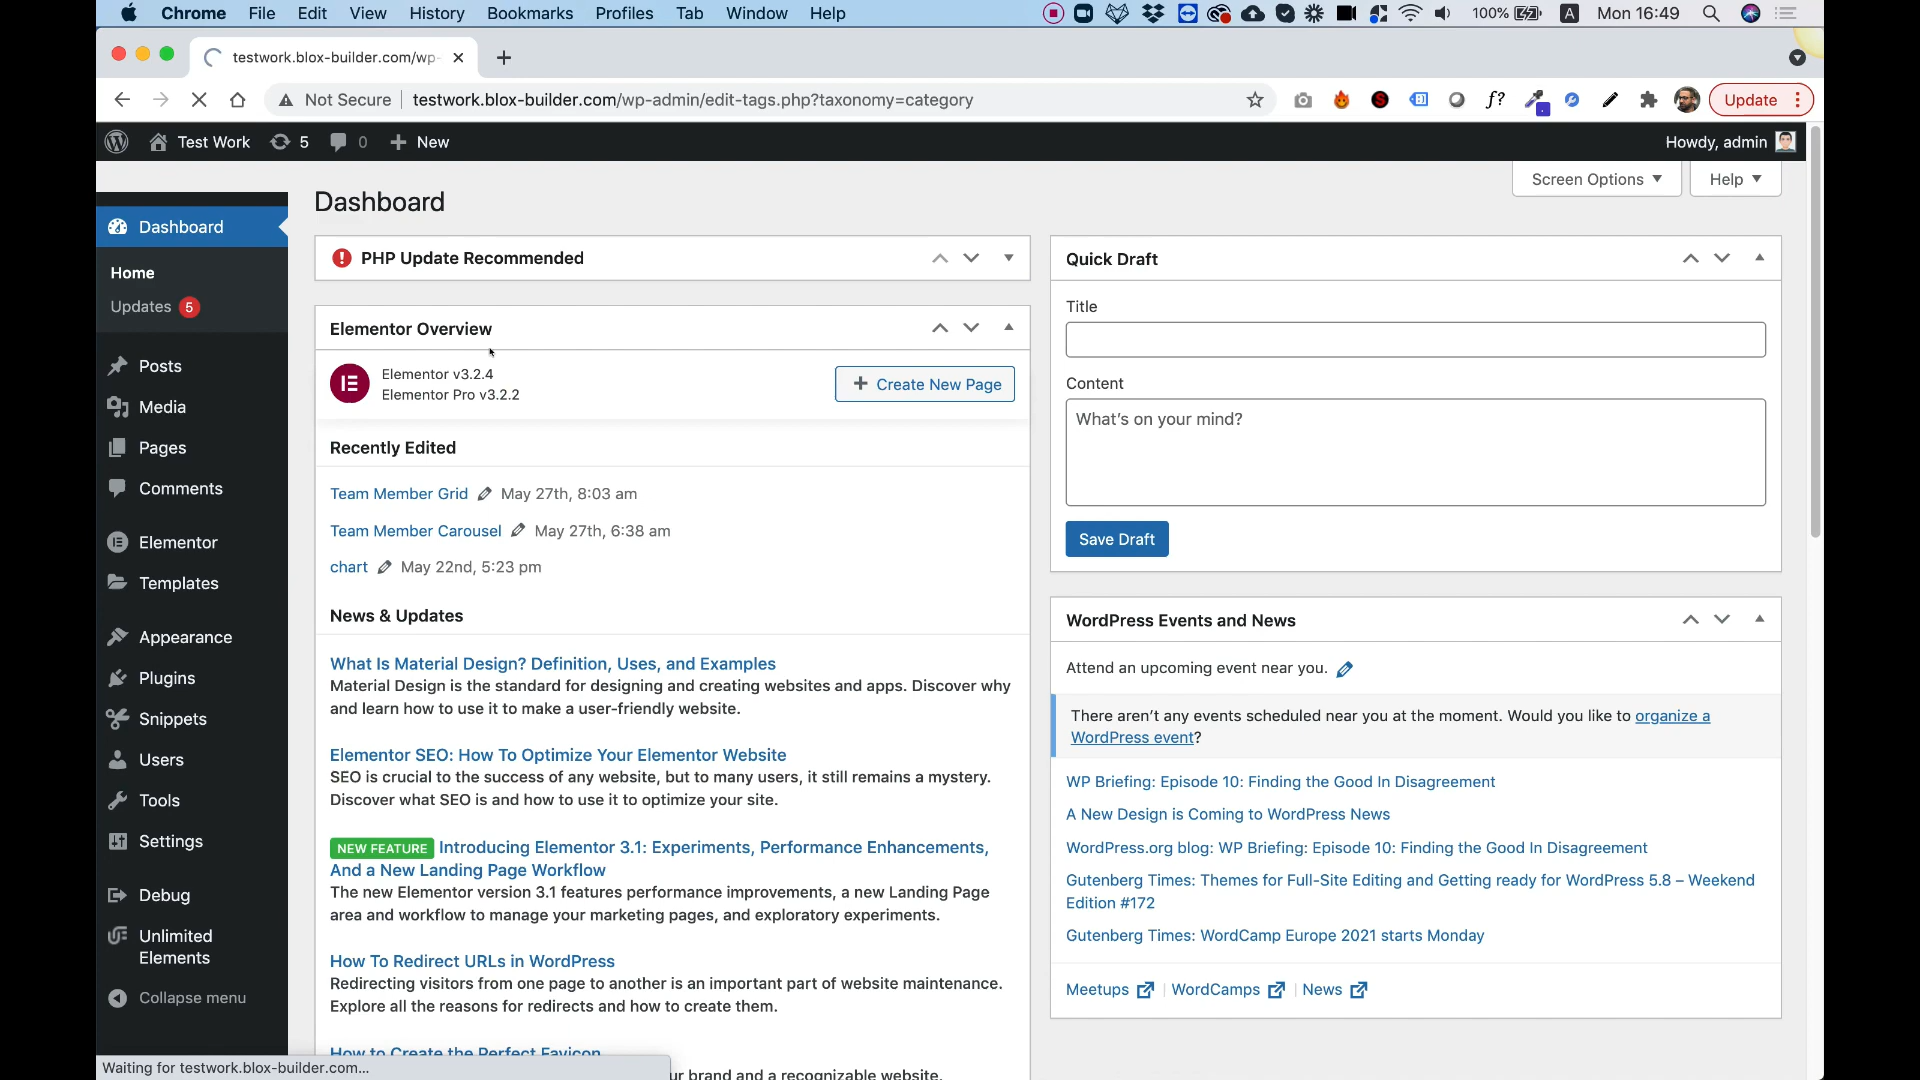 Chrome File Edit View History Bookmarks Profiles Tab Window Help 100% A Mon 16:49
testwork.blox-builder.com/wp-
Not Secure testwork.blox-builder.com/wp-admin/edit-tags.php?taxonomy=category f? Update
Test Work 5 0 New Howdy, admin
Screen Options Help
Dashboard
Dashboard
Home
Updates 5
Posts
Media
Pages
Comments
Elementor
Templates
Appearance
Plugins
Snippets
Users
Tools
Settings
Debug
Unlimited
Elements
Collapse menu
PHP Update Recommended
Elementor Overview
Elementor v3.2.4
Elementor Pro v3.2.2
Create New Page
Recently Edited
Team Member Grid May 27th, 8:03 am
Team Member Carousel May 27th, 6:38 am
chart May 22nd, 5:23 pm
News & Updates
What Is Material Design? Definition, Uses, and Examples
Material Design is the standard for designing and creating websites and apps. Discover why
and learn how to use it to make a user-friendly website.
Elementor SEO: How To Optimize Your Elementor Website
SEO is crucial to the success of any website, but to many users, it still remains a mystery.
Discover what SEO is and how to use it to optimize your site.
NEW FEATURE Introducing Elementor 3.1: Experiments, Performance Enhancements,
And a New Landing Page Workflow
The new Elementor version 3.1 features performance improvements, a new Landing Page
area and workflow to manage your marketing pages, and exploratory experiments.
How To Redirect URLs in WordPress
Redirecting visitors from one page to another is an important part of website maintenance.
Explore all the reasons for redirects and how to create them.
How to Create the Perfect Favicon
ur brand and a recognizable website.
Quick Draft
Title
Content
What's on your mind?
Save Draft
WordPress Events and News
Attend an upcoming event near you.
There aren't any events scheduled near you at the moment. Would you like to organize a
WordPress event?
WP Briefing: Episode 10: Finding the Good In Disagreement
A New Design is Coming to WordPress News
WordPress.org blog: WP Briefing: Episode 10: Finding the Good In Disagreement
Gutenberg Times: Themes for Full-Site Editing and Getting ready for WordPress 5.8 – Weekend
Edition #172
Gutenberg Times: WordCamp Europe 2021 starts Monday
Meetups | WordCamps | News
Waiting for testwork.blox-builder.com...